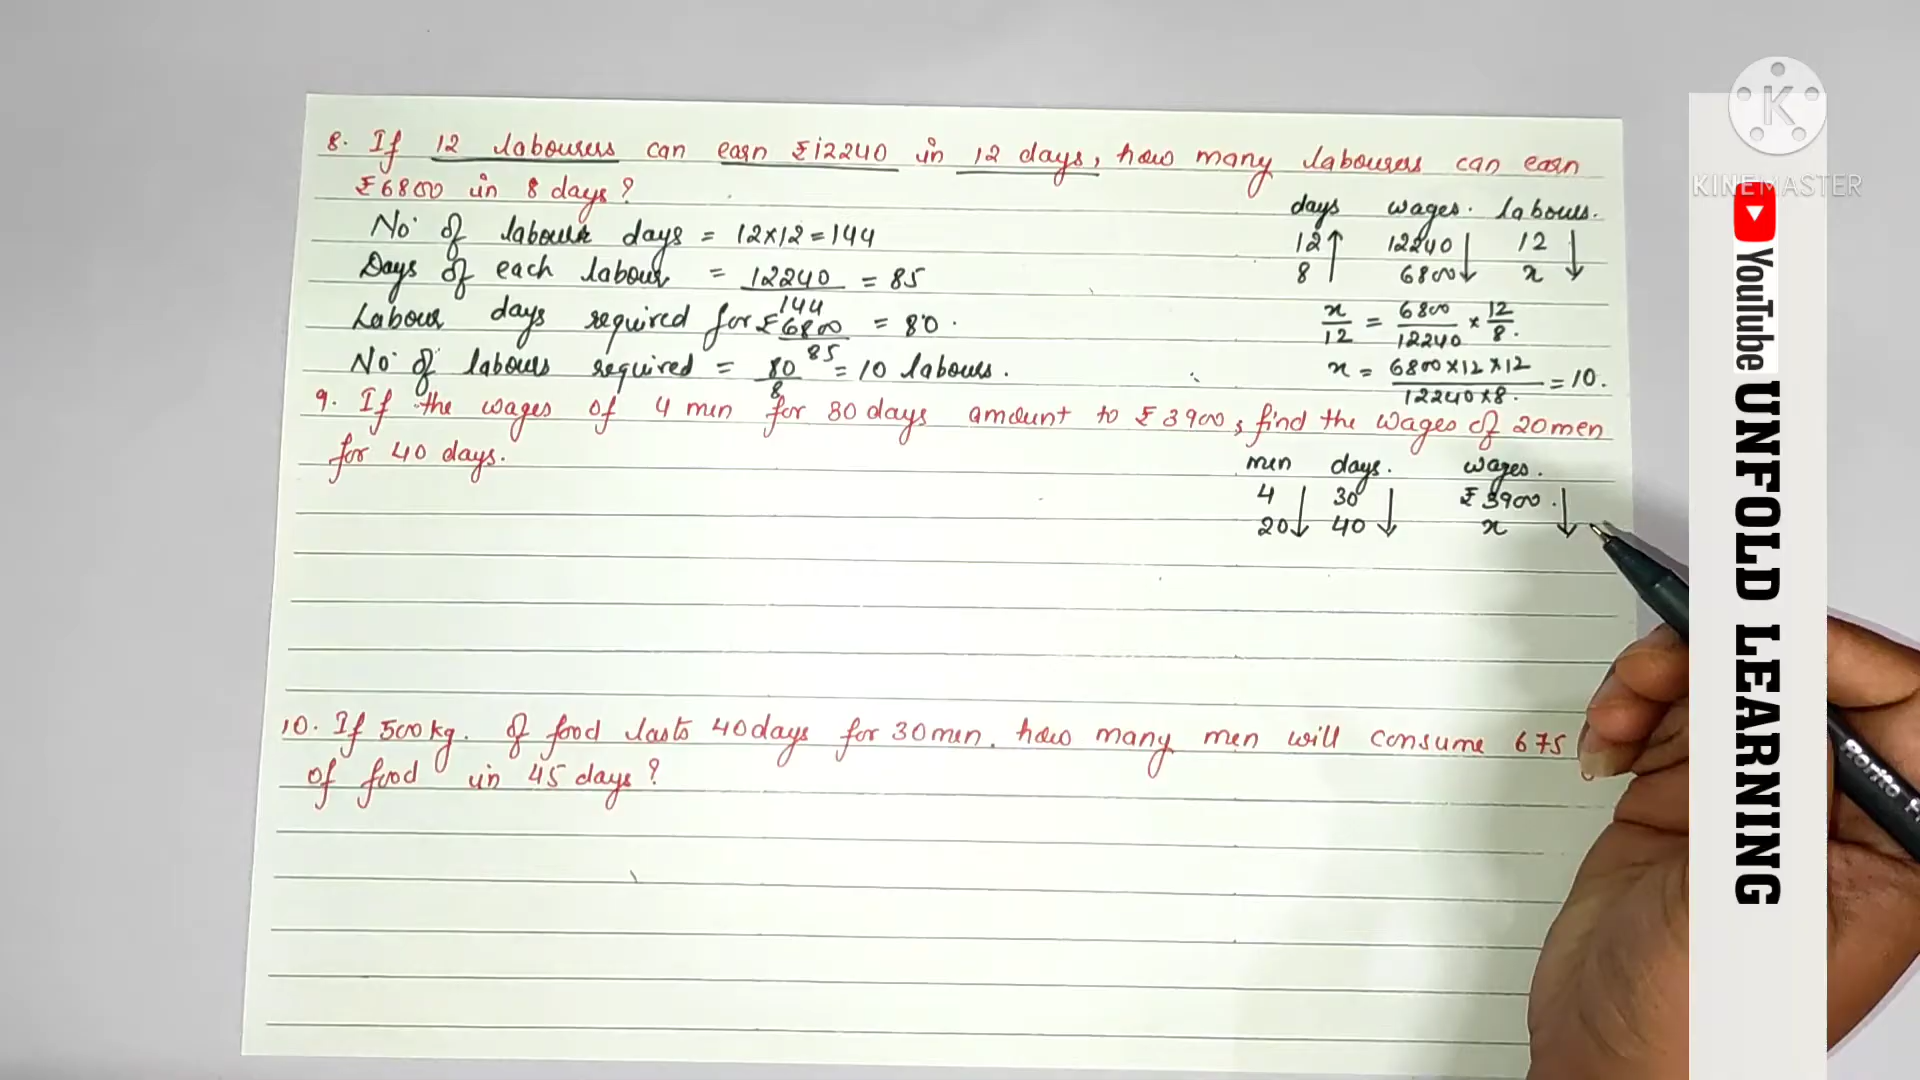 8. If 12 labourers can earn ₹12240 in 12 days, how many labourers can earn
₹6800 in 8 days?
No. of labour days = 12×12=144
Days of each labour = 12240/144 = 85
Labour days required for ₹6800/85 = 80.
No. of labours required = 80/8 = 10 labours.
days wages. labours.
12 12240 12
8 6800 x
x/12 = 6800/12240 × 12/8.
x = 6800×12×12/12240×8. = 10.
9. If the wages of 4 men for 30 days amount to ₹3900, find the wages of 20 men
for 40 days.
men days. wages.
4 30 ₹3900.
20 40 x
10. If 500kg. of food lasts 40 days for 30 men. how many men will consume 675
of food in 45 days?
KINEMASTER
YouTube
UNFOLD LEARNING